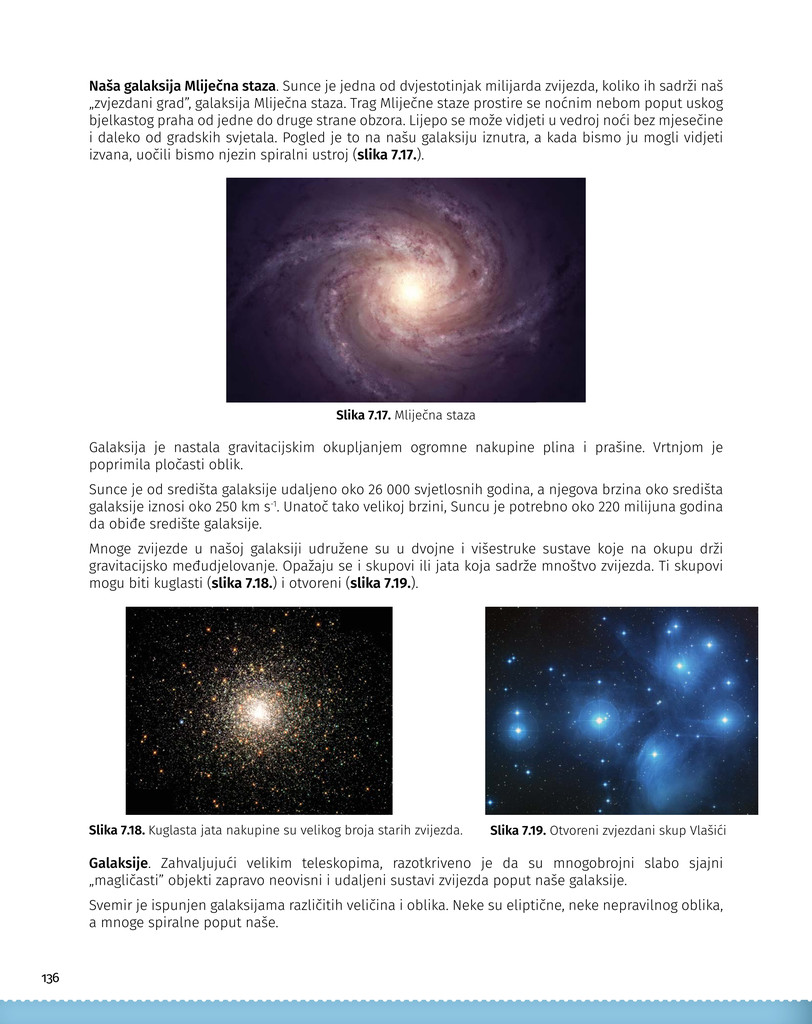 Naša galaksija Mliječna staza. Sunce je jedna od dvjestotinjak milijarda zvijezda, koliko ih sadrži naš
„zvjezdani grad”, galaksija Mliječna staza. Trag Mliječne staze prostire se noćnim nebom poput uskog
bjelkastog praha od jedne do druge strane obzora. Lijepo se može vidjeti u vedroj noći bez mjesečine
i daleko od gradskih svjetala. Pogled je to na našu galaksiju iznutra, a kada bismo ju mogli vidjeti
izvana, uočili bismo njezin spiralni ustroj (slika 7.17.).
Slika 7.17. Mliječna staza
Galaksija je nastala gravitacijskim okupljanjem ogromne nakupine plina i prašine. Vrtnjom je
poprimila pločasti oblik.
Sunce je od središta galaksije udaljeno oko 26 000 svjetlosnih godina, a njegova brzina oko središta
galaksije iznosi oko 250 km s⁻¹. Unatoč tako velikoj brzini, Suncu je potrebno oko 220 milijuna godina
da obiđe središte galaksije.
Mnoge zvijezde u našoj galaksiji udružene su u dvojne i višestruke sustave koje na okupu drži
gravitacijsko međudjelovanje. Opažaju se i skupovi ili jata koja sadrže mnoštvo zvijezda. Ti skupovi
mogu biti kuglasti (slika 7.18.) i otvoreni (slika 7.19.).
Slika 7.18. Kuglasta jata nakupine su velikog broja starih zvijezda.
Slika 7.19. Otvoreni zvjezdani skup Vlašići
Galaksije. Zahvaljujući velikim teleskopima, razotkriveno je da su mnogobrojni slabo sjajni
„magličasti” objekti zapravo neovisni i udaljeni sustavi zvijezda poput naše galaksije.
Svemir je ispunjen galaksijama različitih veličina i oblika. Neke su eliptične, neke nepravilnog oblika,
a mnoge spiralne poput naše.
136